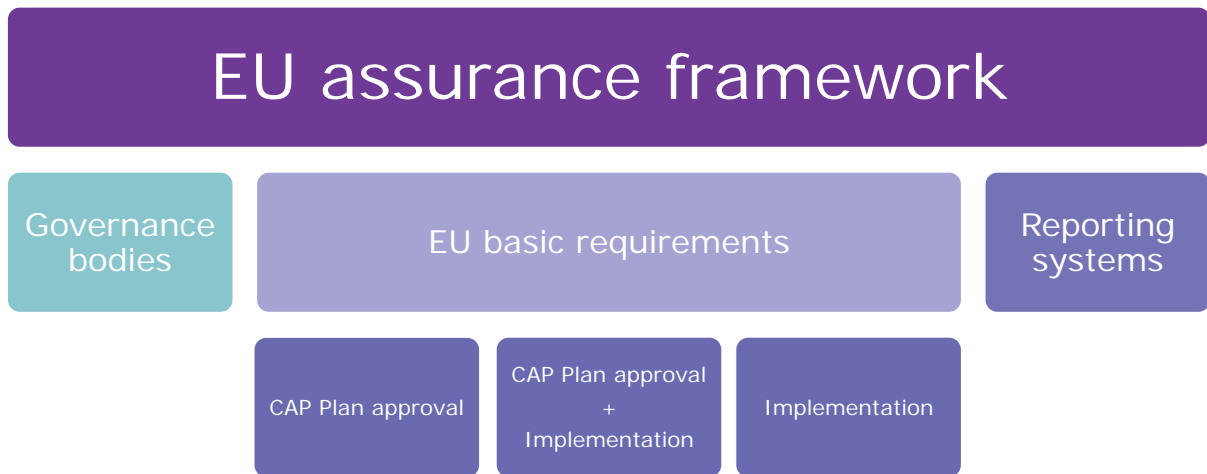 EU assurance framework
Governance
bodies
EU basic requirements
Reporting
systems
CAP Plan approval
CAP Plan approval
+
Implementation
Implementation